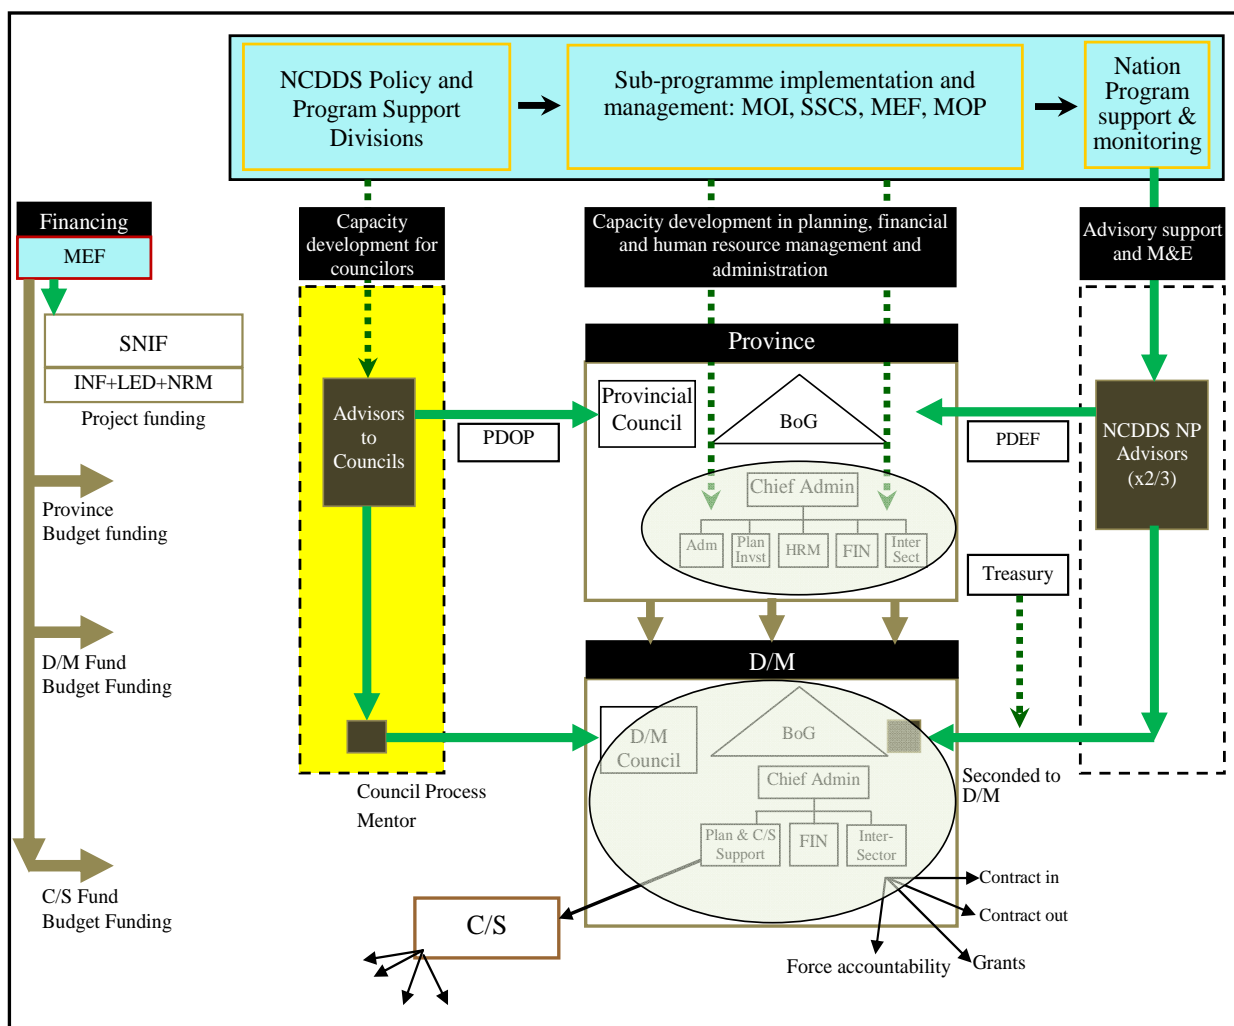 NCDDS Policy and
Program Support
Divisions
Sub-programme implementation and
management: MOI, SSCS, MEF, MOP
Nation
Program
support &
monitoring
Financing
MEF
SNIF
INF+LED+NRM
Project funding
Province
Budget funding
D/M Fund
Budget Funding
C/S Fund
Budget Funding
Capacity
development for
councilors
Capacity development in planning, financial
and human resource management and
administration
Advisory support
and M&E
Advisors
to
Councils
PDOP
Province
Provincial
Council
BoG
Chief Admin
Adm
Plan
Invst
HRM
FIN
Inter
Sect
PDEF
NCDDS NP
Advisors
(x2/3)
Treasury
D/M
D/M
Council
BoG
Chief Admin
Plan & C/S
Support
FIN
Inter-
Sector
Council Process
Mentor
Seconded to
D/M
C/S
Contract in
Contract out
Grants
Force accountability